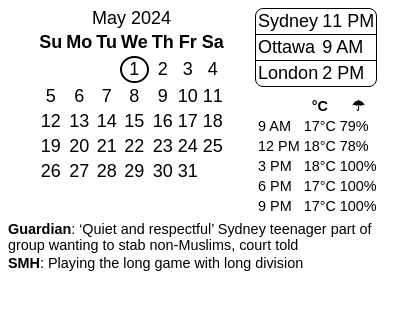 May 2024
Su Mo Tu We Th Fr Sa
1 2 3 4
5 6 7 8 9 10 11
12 13 14 15 16 17 18
19 20 21 22 23 24 25
26 27 28 29 30 31
Sydney 11 PM
Ottawa 9 AM
London 2 PM
°C ☂
9 AM 17°C 79%
12 PM 18°C 78%
3 PM 18°C 100%
6 PM 17°C 100%
9 PM 17°C 100%
Guardian: ‘Quiet and respectful’ Sydney teenager part of
group wanting to stab non-Muslims, court told
SMH: Playing the long game with long division